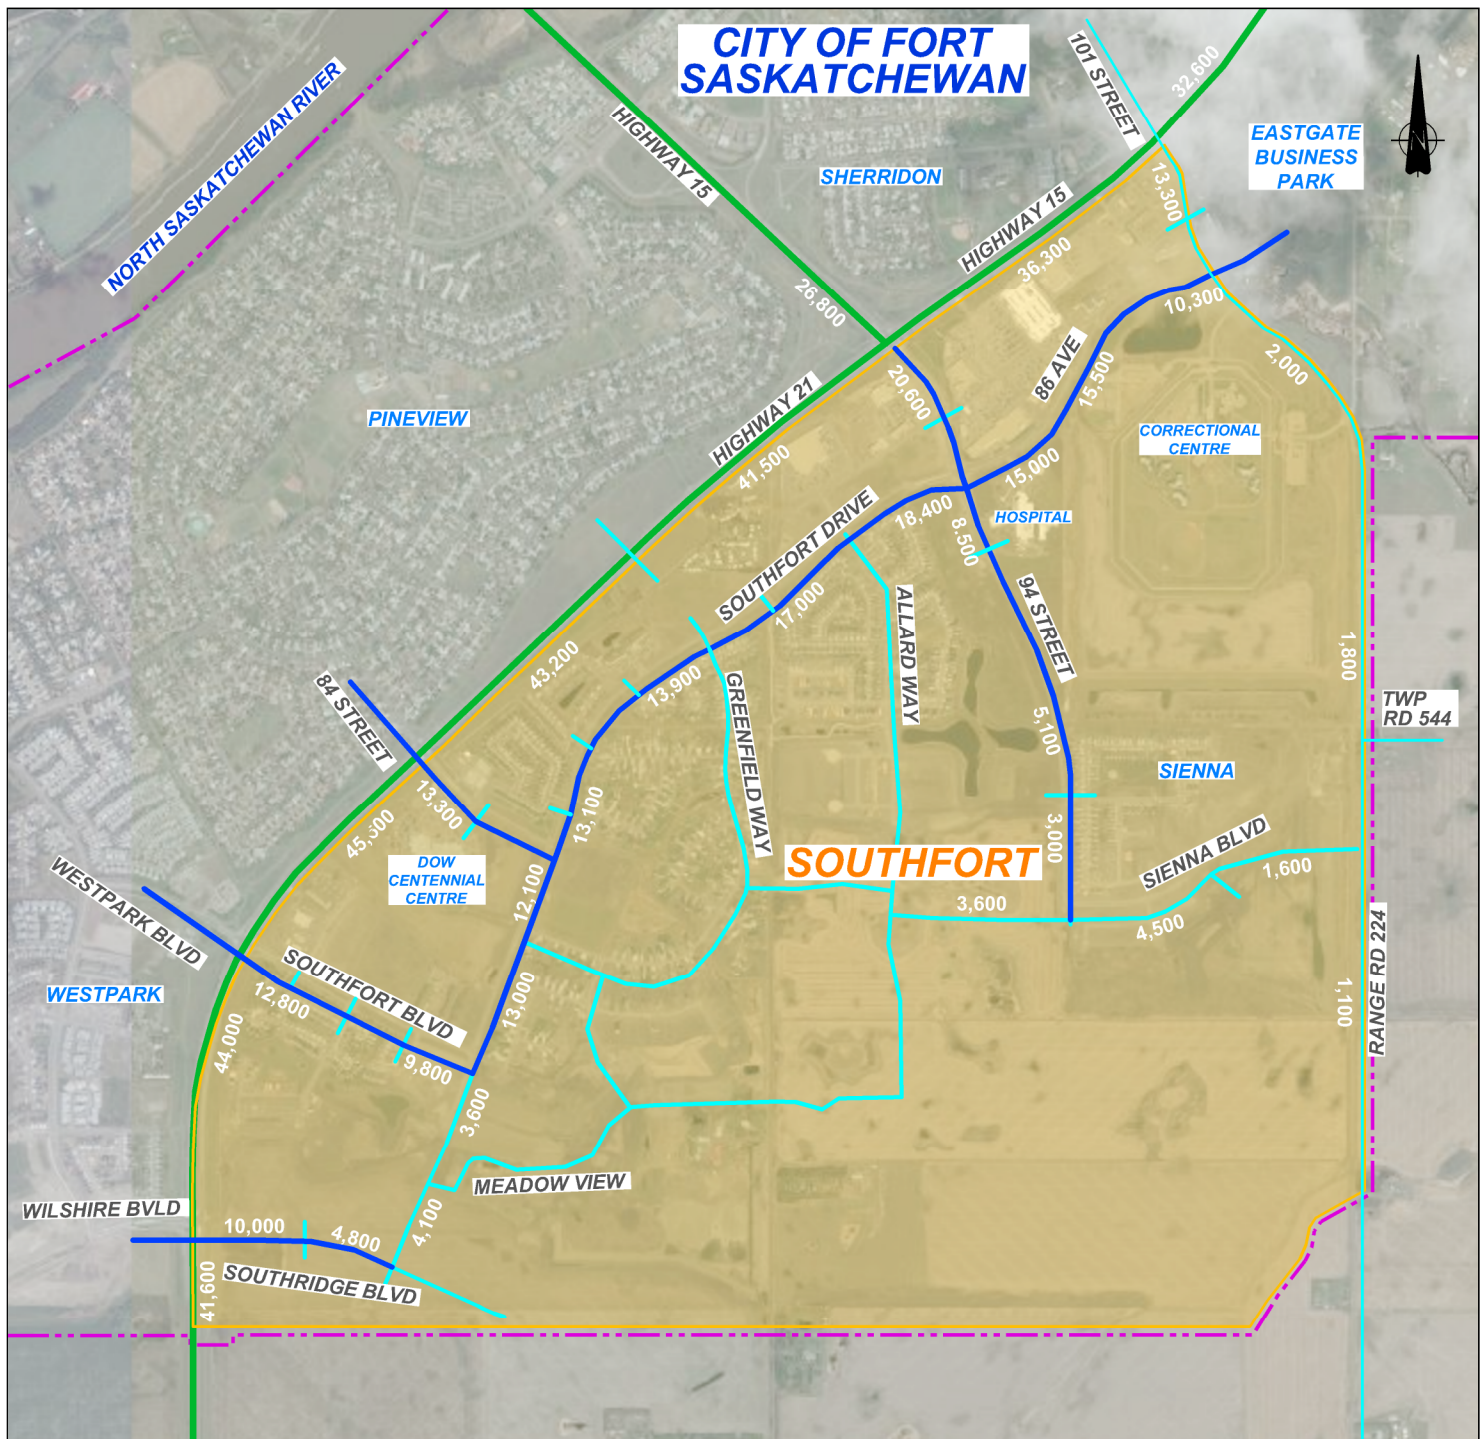 CITY OF FORT
SASKATCHEWAN
101 STREET
32,600
NORTH SASKATCHEWAN RIVER
HIGHWAY 15
SHERRIDON
EASTGATE
BUSINESS
PARK
13,300
HIGHWAY 15
36,300
26,800
10,300
86 AVE
15,500
2,000
20,600
PINEVIEW
HIGHWAY 21
41,500
CORRECTIONAL
CENTRE
15,000
18,400
HOSPITAL
8.500
SOUTHFORT DRIVE
17,000
ALLARD WAY
94 STREET
1,800
43,200
13,900
84 STREET
GREENFIELD WAY
5,100
TWP
RD 544
SIENNA
13,300
13,100
3,000
DOW
CENTENNIAL
CENTRE
SOUTHFORT
SIENNA BLVD
1,600
WESTPARK BLVD
12,100
3,600
4,500
RANGE RD 224
WESTPARK
SOUTHFORT BLVD
12,800
13,000
1,100
44,000
9,800
3,600
MEADOW VIEW
WILSHIRE BVLD
10,000
4,800
4,100
41,600
SOUTHRIDGE BLVD